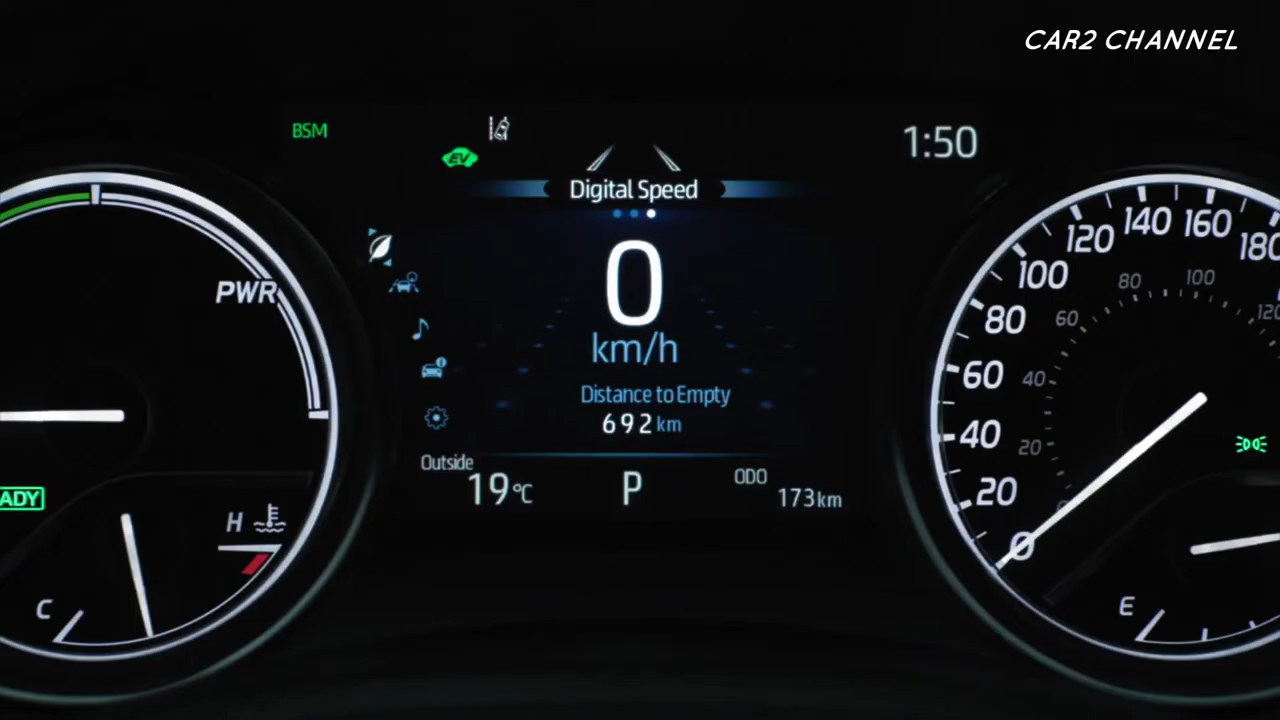 CAR2 CHANNEL
BSM
EV
1:50
Digital Speed
0
km/h
Distance to Empty
692 km
Outside
19°C
P
ODO
173 km
PWR
ADY
H
C
0
20
40
60
80
100
120
140
160
180
20
40
60
80
100
120
E